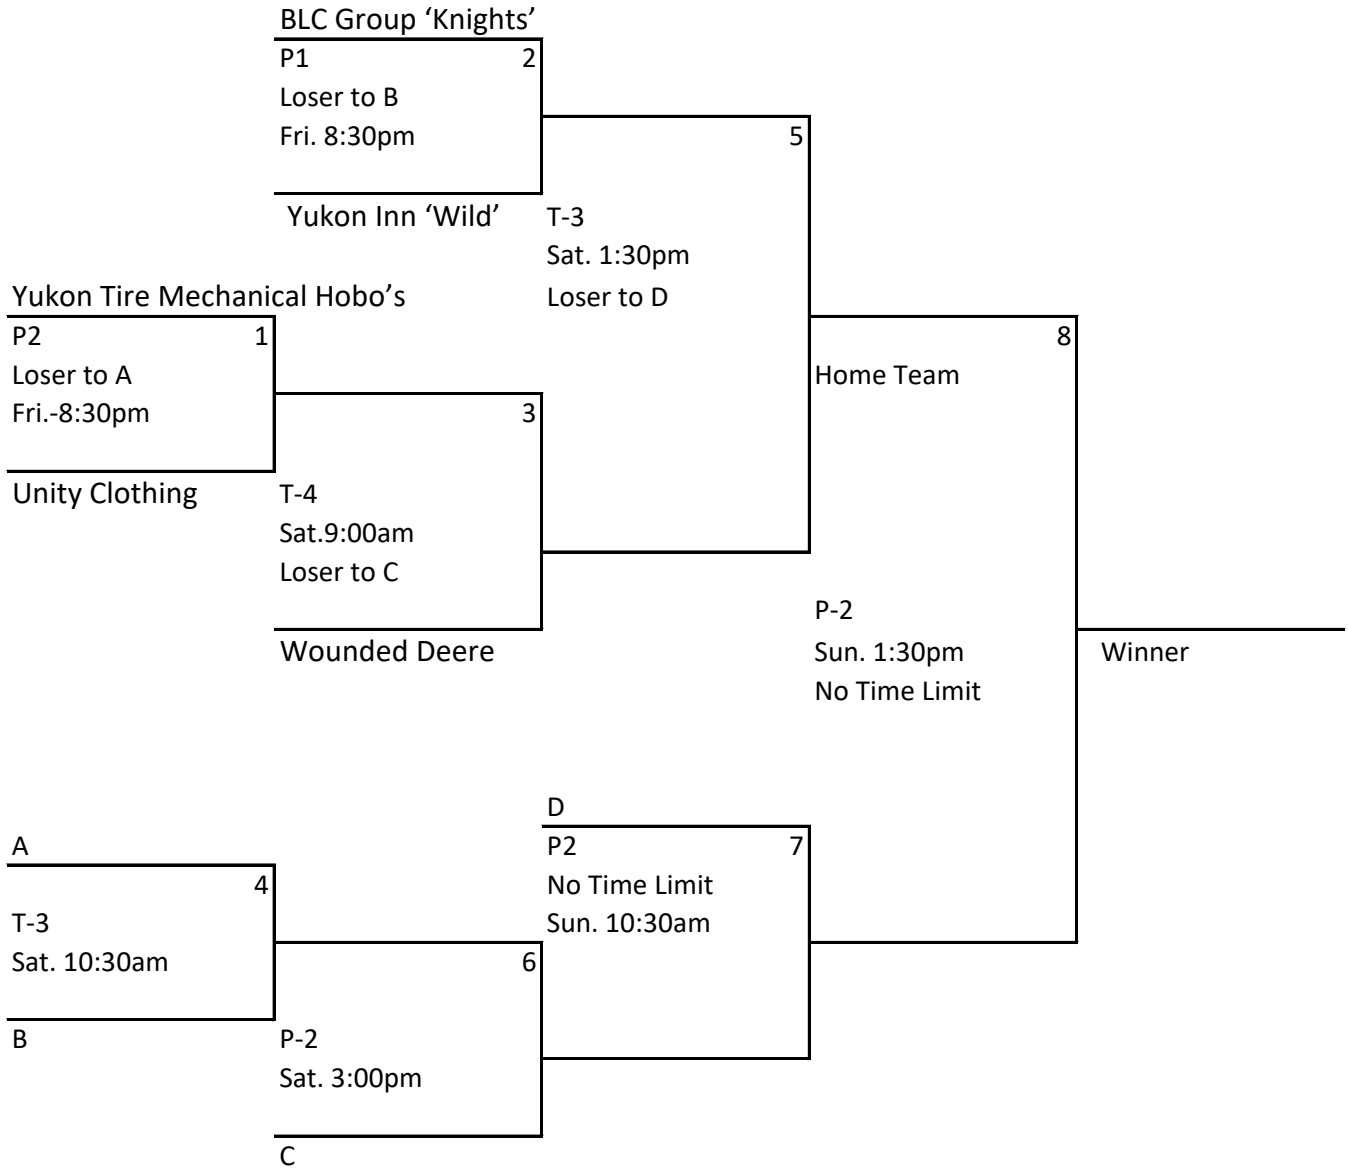 BLC Group ‘Knights’
P1 2
Loser to B
Fri. 8:30pm
5
Yukon Inn ‘Wild’
T-3
Sat. 1:30pm
Loser to D
Yukon Tire Mechanical Hobo’s
P2 1
Loser to A
Fri.-8:30pm
8
Home Team
3
Unity Clothing
T-4
Sat.9:00am
Loser to C
Wounded Deere
P-2
Sun. 1:30pm
No Time Limit
Winner
D
P2 7
No Time Limit
Sun. 10:30am
A
4
T-3
Sat. 10:30am
B
6
P-2
Sat. 3:00pm
C